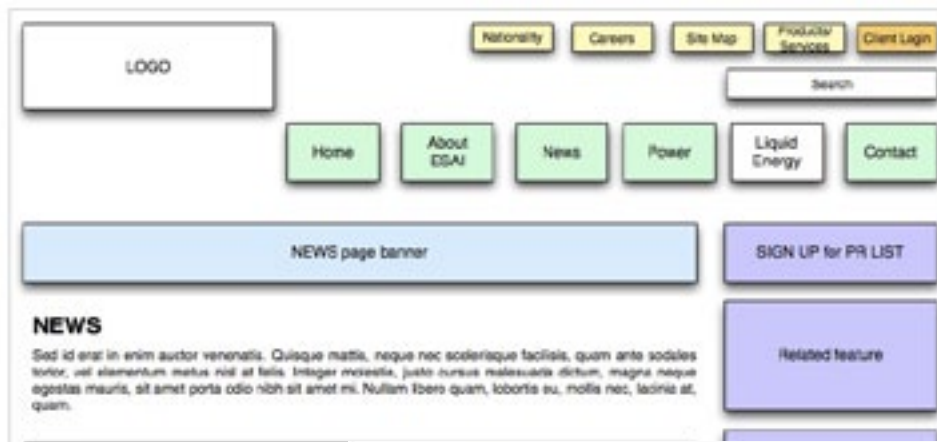 LOGO
Nationality
Careers
Site Map
Products/
Services
Client Login
Search
Home
About
ESAI
News
Power
Liquid
Energy
Contact
NEWS page banner
SIGN UP for PR LIST
NEWS
Sed id erat in enim auctor venenatis. Quisque mattis, neque nec scelerisque facilisis, quam ante sodales
tortor, vel elementum metus nisl at felis. Integer molestie, justo cursus malesuada dictum, magna neque
egestas mauris, sit amet porta odio nibh sit amet mi. Nullam libero quam, lobortis eu, mollis nec, lacinia at,
quam.
Related feature